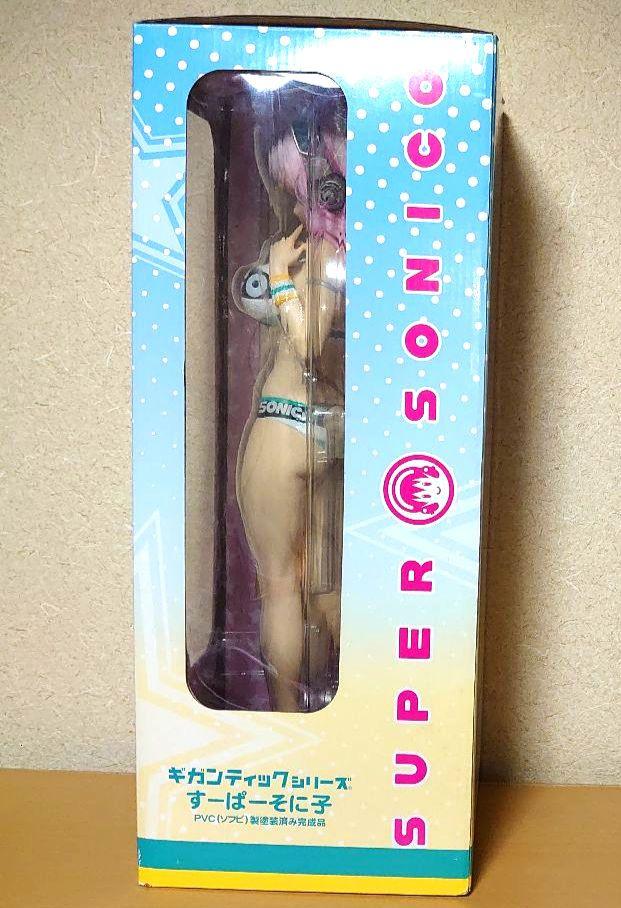 SUPER SONICO
SONIC
ギガンティックシリーズ
すーぱーそに子
PVC(ソフビ)製塗装済み完成品